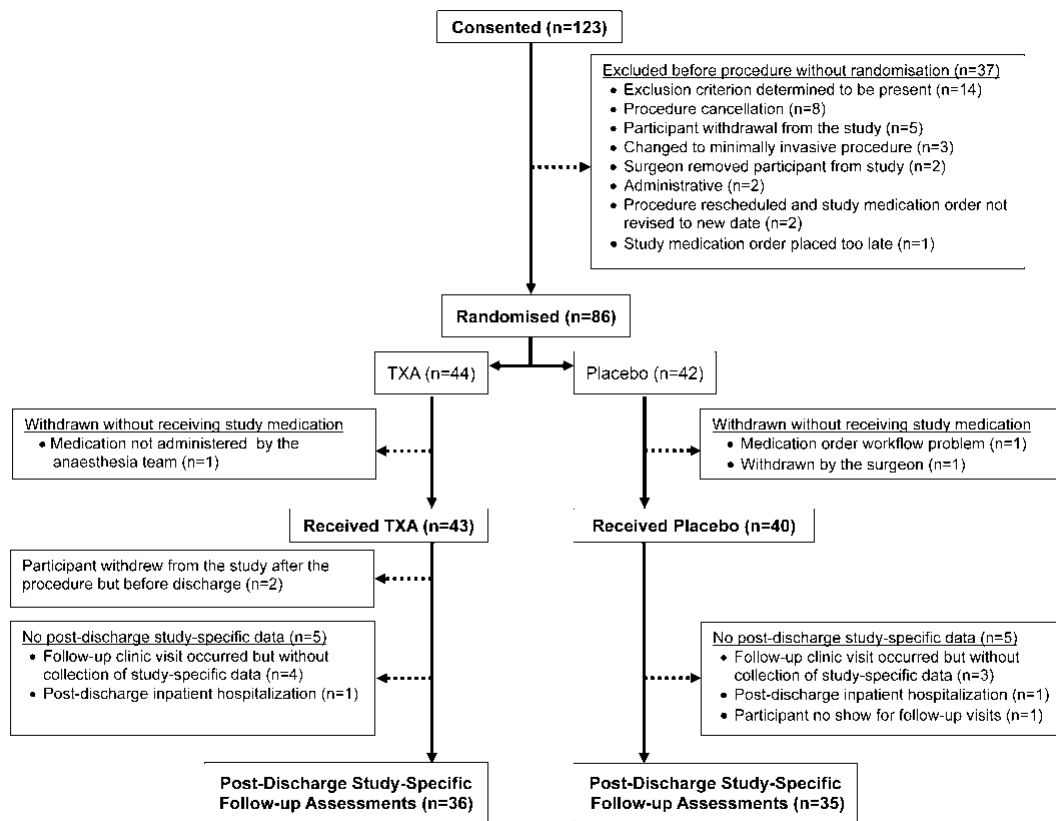 Consented (n=123)
Excluded before procedure without randomisation (n=37)
• Exclusion criterion determined to be present (n=14)
• Procedure cancellation (n=8)
• Participant withdrawal from the study (n=5)
• Changed to minimally invasive procedure (n=3)
• Surgeon removed participant from study (n=2)
• Administrative (n=2)
• Procedure rescheduled and study medication order not
revised to new date (n=2)
• Study medication order placed too late (n=1)
Randomised (n=86)
TXA (n=44)
Placebo (n=42)
Withdrawn without receiving study medication
• Medication not administered by the
anaesthesia team (n=1)
Withdrawn without receiving study medication
• Medication order workflow problem (n=1)
• Withdrawn by the surgeon (n=1)
Received TXA (n=43)
Received Placebo (n=40)
Participant withdrew from the study after the
procedure but before discharge (n=2)
No post-discharge study-specific data (n=5)
• Follow-up clinic visit occurred but without
collection of study-specific data (n=4)
• Post-discharge inpatient hospitalization (n=1)
No post-discharge study-specific data (n=5)
• Follow-up clinic visit occurred but without
collection of study-specific data (n=3)
• Post-discharge inpatient hospitalization (n=1)
• Participant no show for follow-up visits (n=1)
Post-Discharge Study-Specific
Follow-up Assessments (n=36)
Post-Discharge Study-Specific
Follow-up Assessments (n=35)